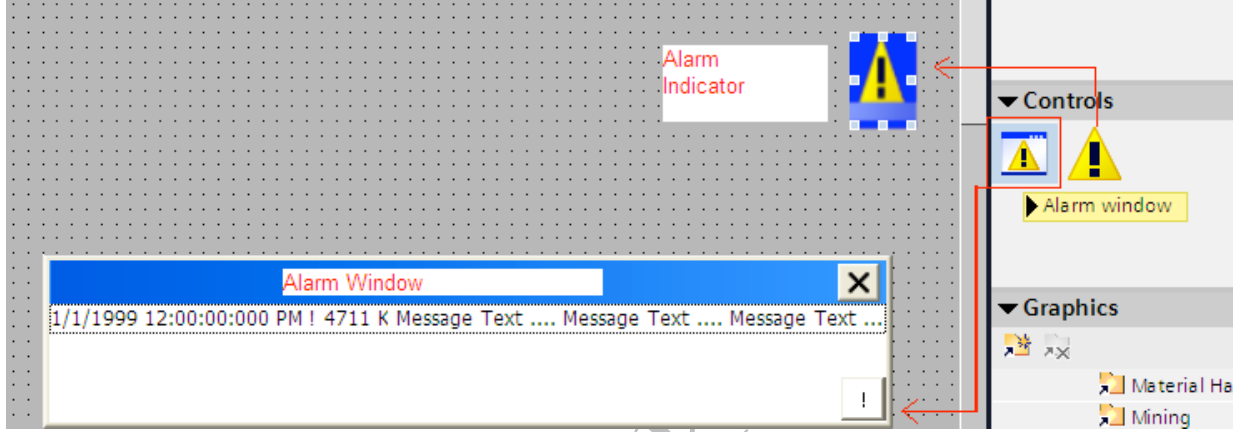 Alarm
Indicator
Controls
Alarm window
Alarm Window
1/1/1999 12:00:00:000 PM ! 4711 K Message Text .... Message Text .... Message Text ...
!
Graphics
Material Ha
Mining